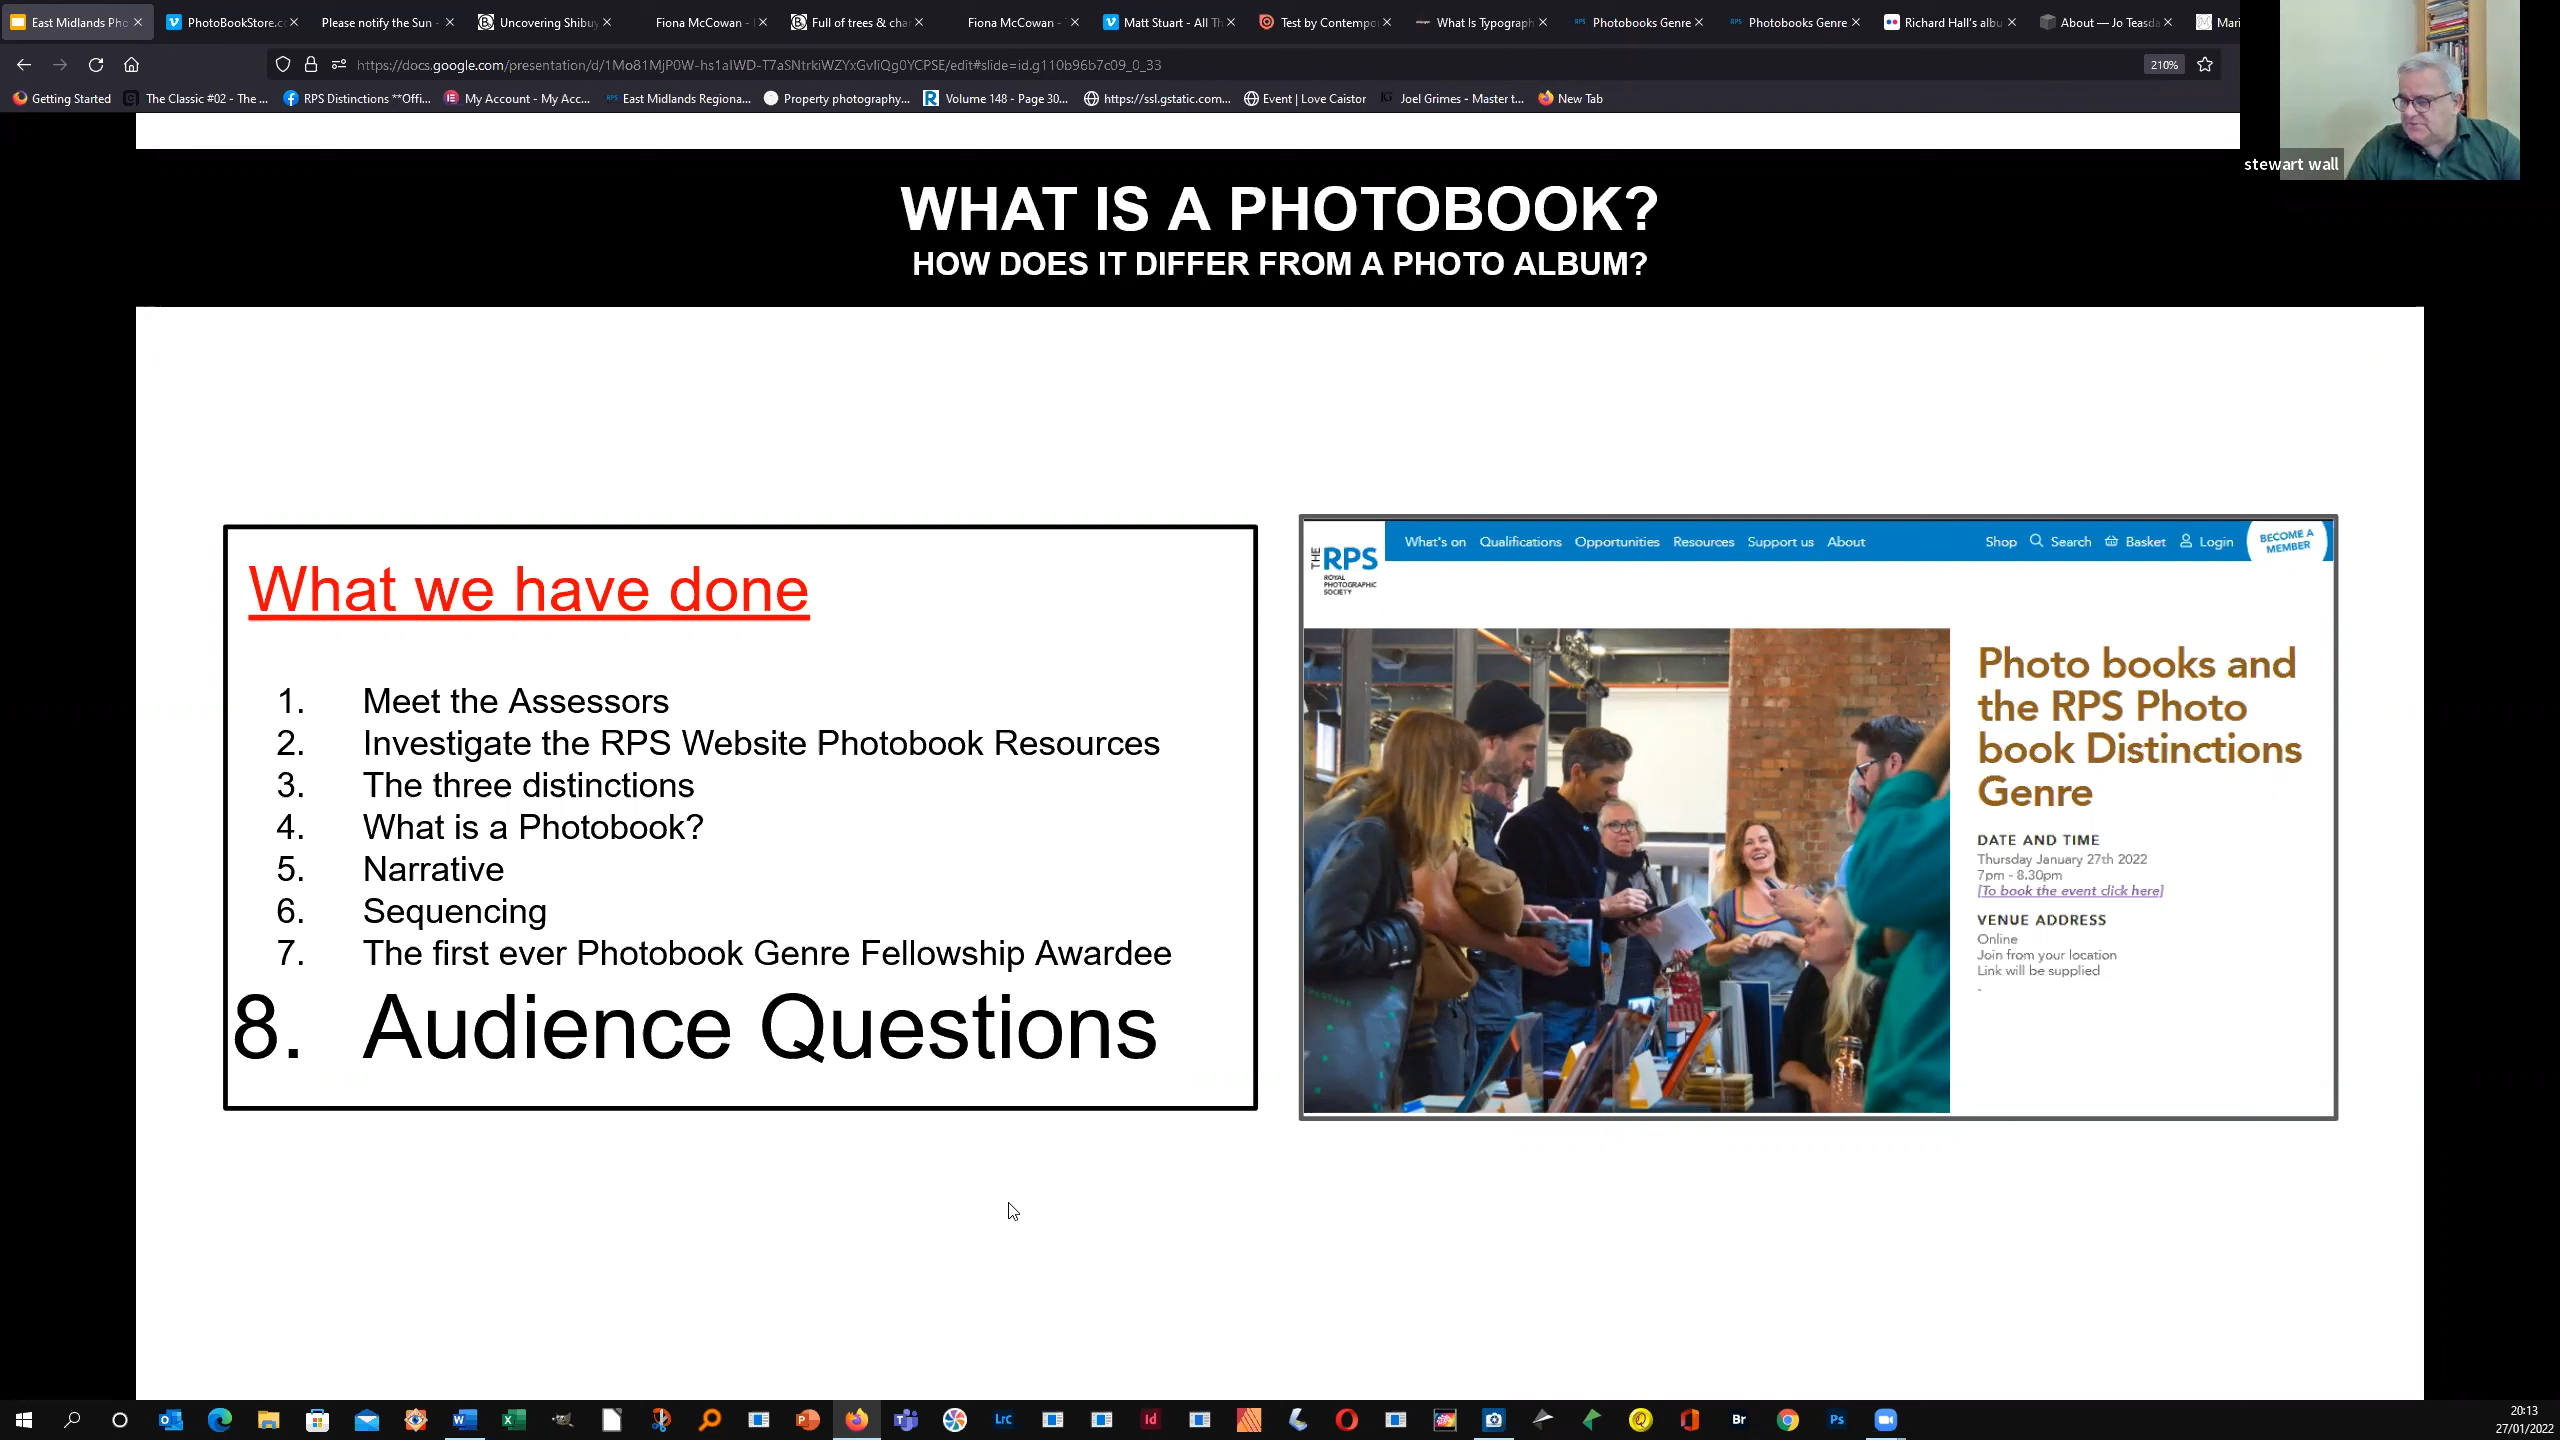 East Midlands Pho
PhotoBookStore.co
Please notify the Sun -
Uncovering Shibuy
Fiona McCowan -
Full of trees & cha
Fiona McCowan -
Matt Stuart - All Th
Test by Contempo
What Is Typograph
Photobooks Genre
Photobooks Genre
Richard Hall's albu
About — Jo Teasda
Mari
https://docs.google.com/presentation/d/1Mo81MjP0W-hs1aIWD-T7aSNtrkiWZYxGvIiQg0YCPSE/edit#slide=id.g110b96b7c09_0_33
210%
Getting Started
The Classic #02 - The ...
RPS Distinctions **Offi...
My Account - My Acc...
East Midlands Regiona...
Property photography...
Volume 148 - Page 30...
https://ssl.gstatic.com...
Event | Love Caistor
Joel Grimes - Master t...
New Tab
stewart wall
WHAT IS A PHOTOBOOK?
HOW DOES IT DIFFER FROM A PHOTO ALBUM?
What we have done
1. Meet the Assessors
2. Investigate the RPS Website Photobook Resources
3. The three distinctions
4. What is a Photobook?
5. Narrative
6. Sequencing
7. The first ever Photobook Genre Fellowship Awardee
8. Audience Questions
THE RPS
ROYAL
PHOTOGRAPHIC
SOCIETY
What's on Qualifications Opportunities Resources Support us About
Shop Search Basket Login
BECOME A
MEMBER
Photo books and
the RPS Photo
book Distinctions
Genre
DATE AND TIME
Thursday January 27th 2022
7pm - 8.30pm
[To book the event click here]
VENUE ADDRESS
Online
Join from your location
Link will be supplied
-
20:13
27/01/2022